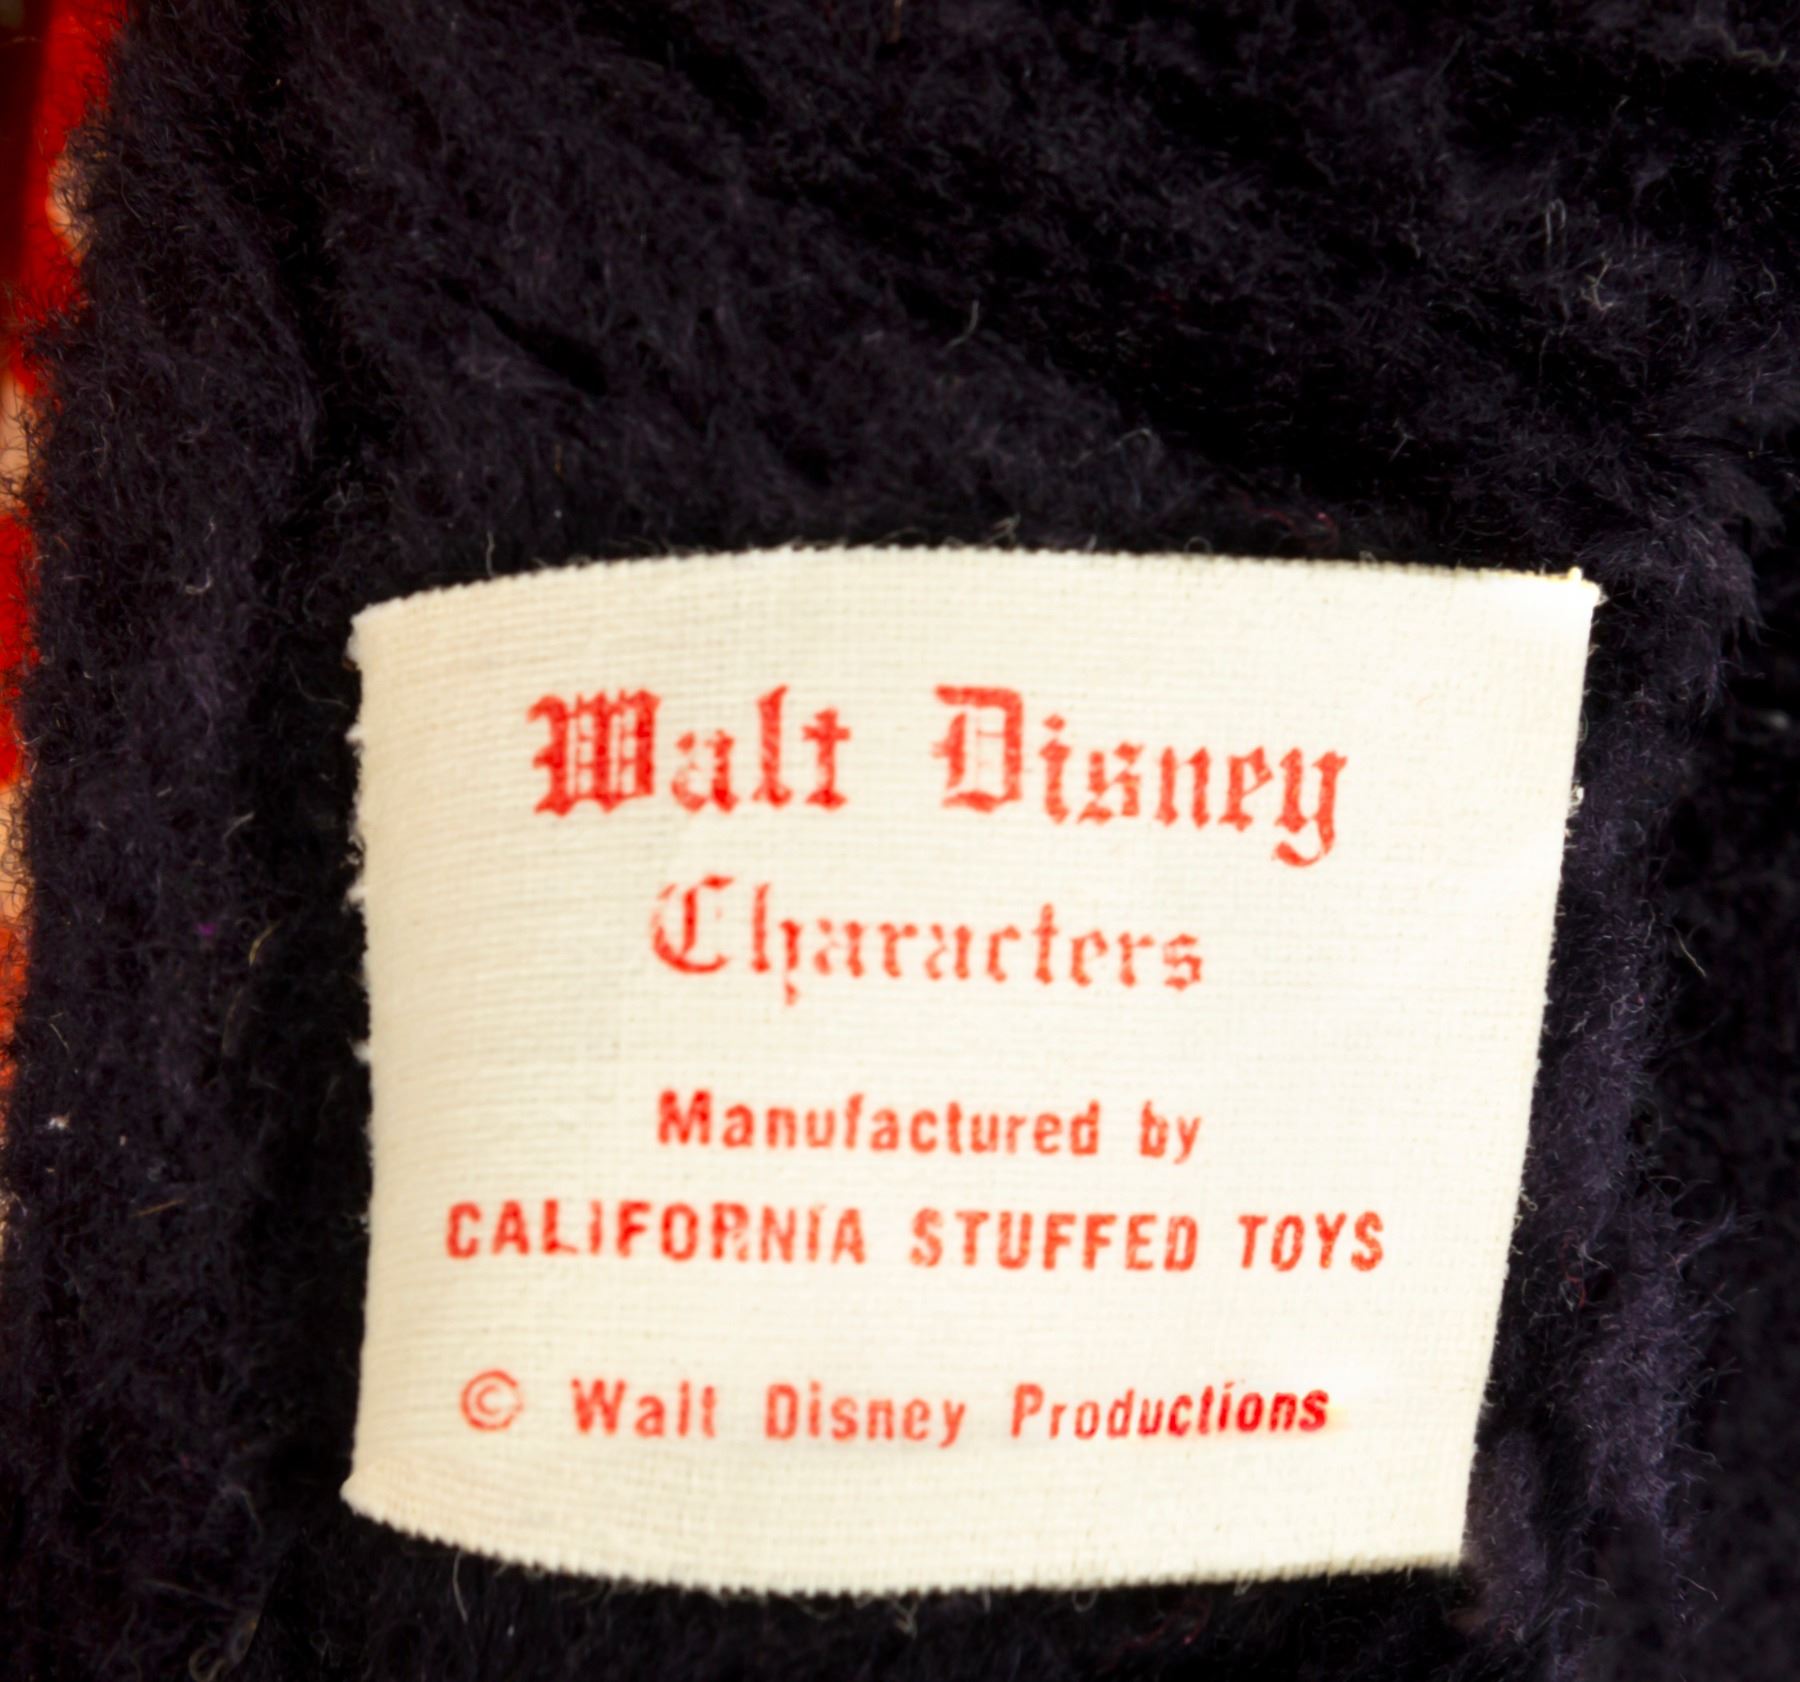 Walt Disney
Characters
Manufactured by
CALIFORNIA STUFFED TOYS
© Walt Disney Productions